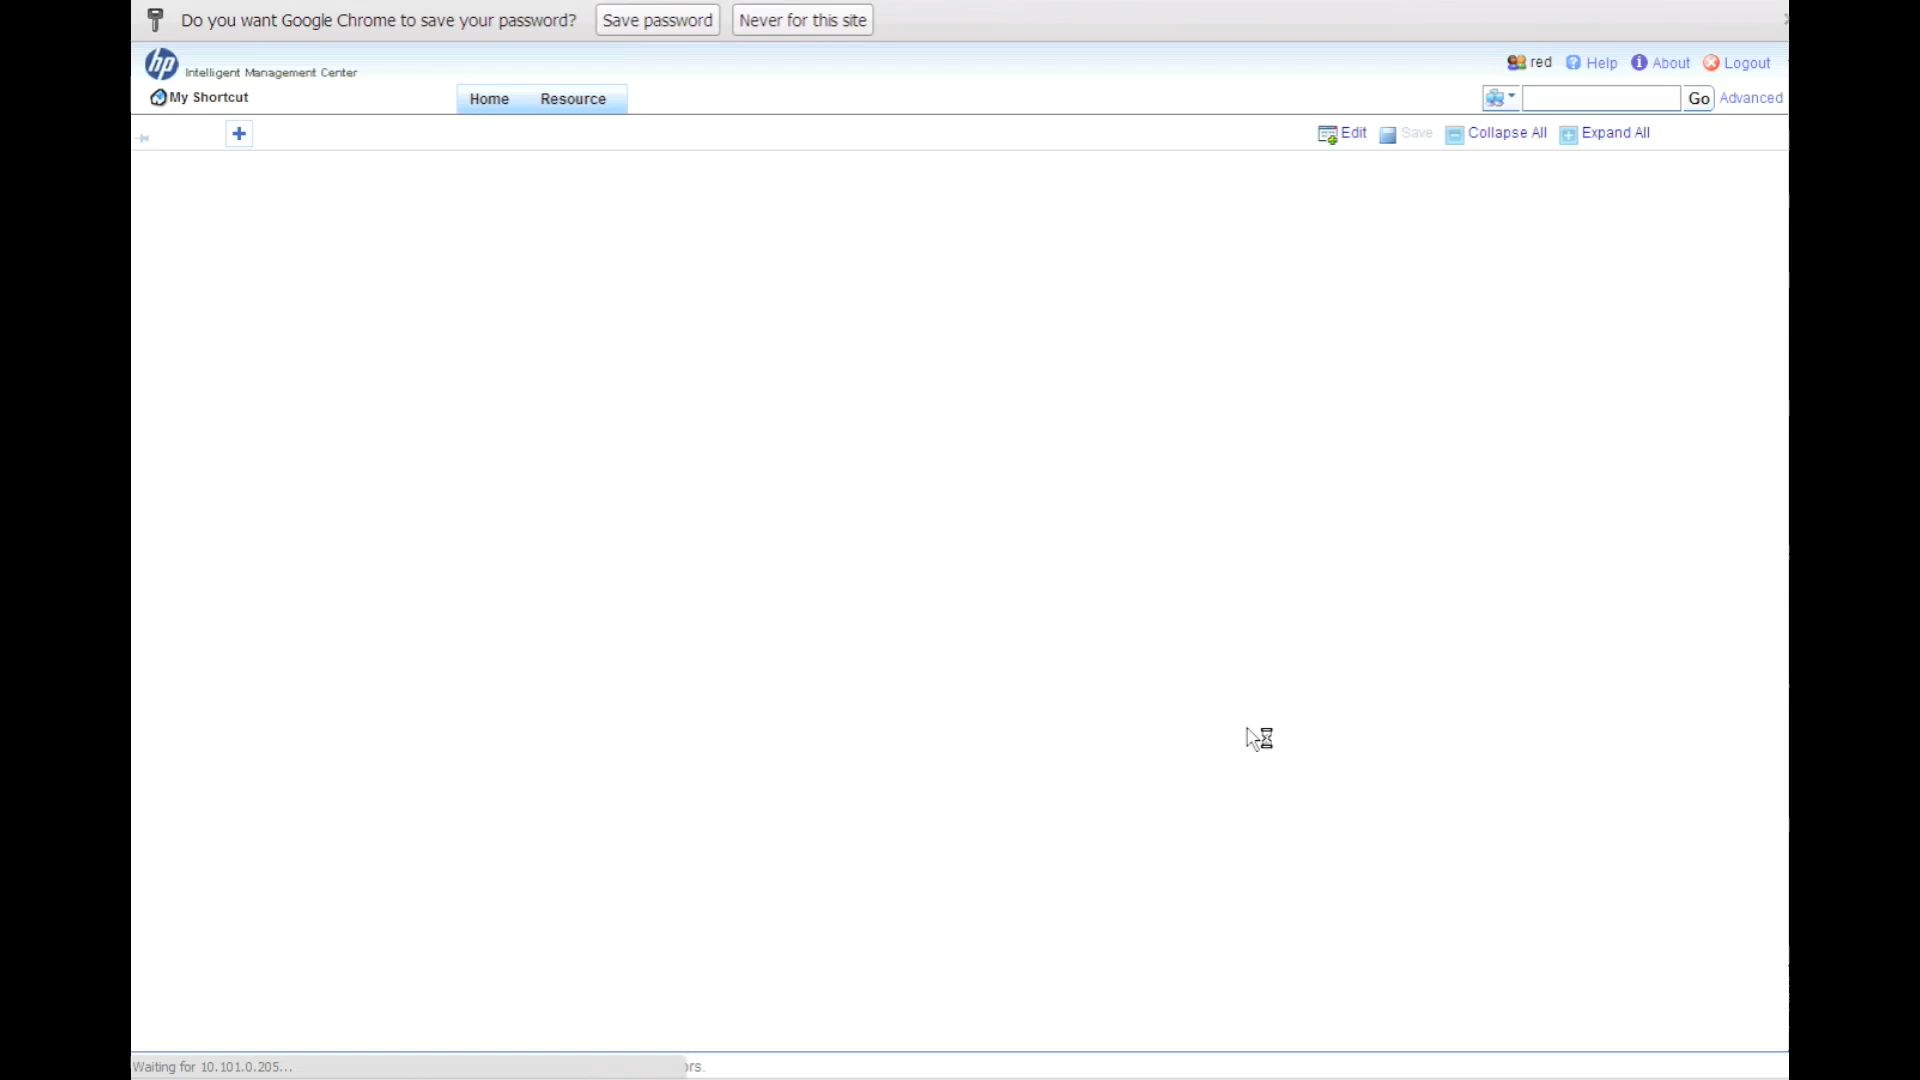 Do you want Google Chrome to save your password? Save password Never for this site
hp Intelligent Management Center red Help About Logout
My Shortcut Home Resource Go Advanced
Edit Save Collapse All Expand All
Waiting for 10.101.0.205...